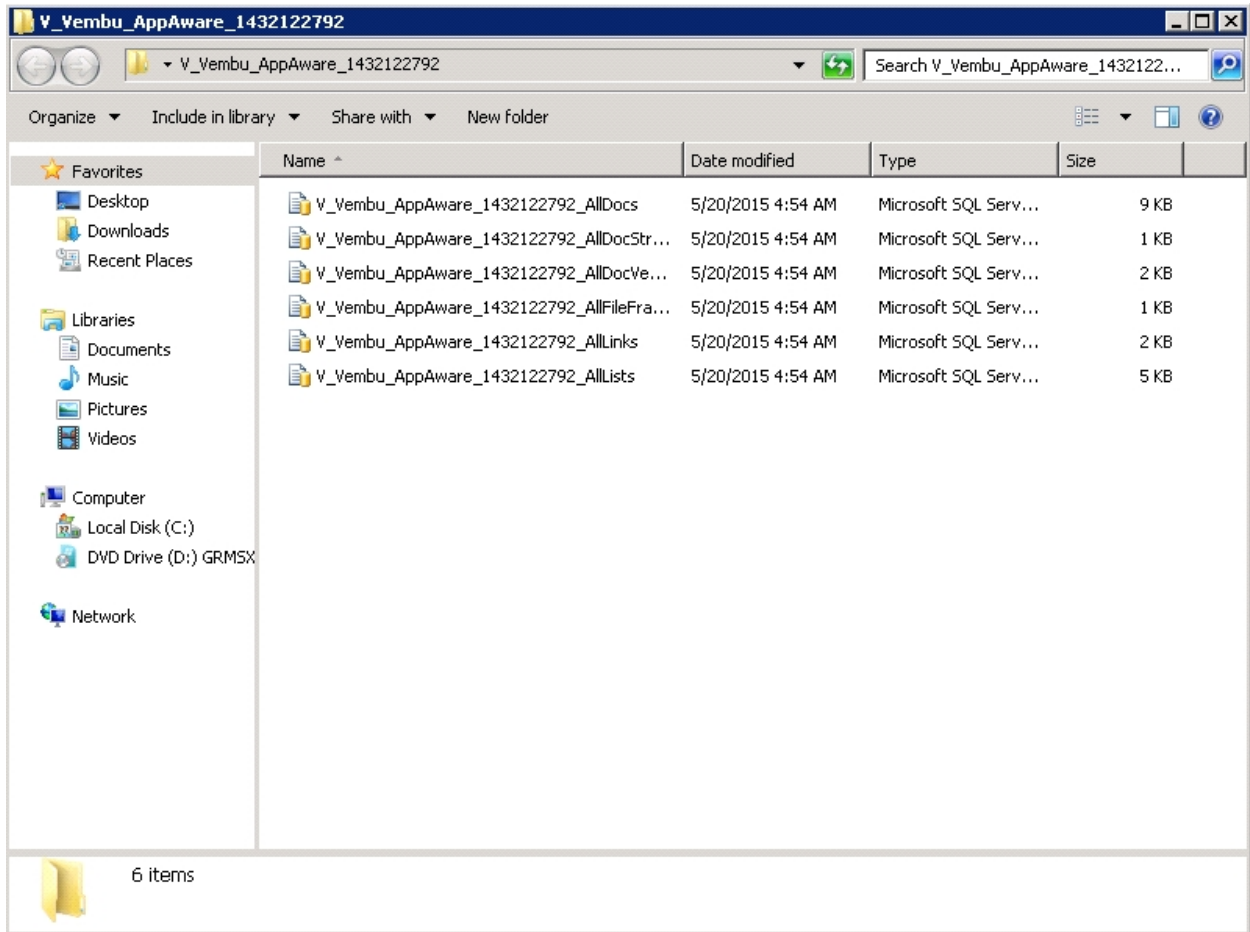 V_Vembu_AppAware_1432122792
V_Vembu_AppAware_1432122792 Search V_Vembu_AppAware_1432122...
Organize Include in library Share with New folder
Name Date modified Type Size
Favorites
Desktop
Downloads
Recent Places
Libraries
Documents
Music
Pictures
Videos
Computer
Local Disk (C:)
DVD Drive (D:) GRMSX
Network
V_Vembu_AppAware_1432122792_AllDocs 5/20/2015 4:54 AM Microsoft SQL Serv... 9 KB
V_Vembu_AppAware_1432122792_AllDocStr... 5/20/2015 4:54 AM Microsoft SQL Serv... 1 KB
V_Vembu_AppAware_1432122792_AllDocVe... 5/20/2015 4:54 AM Microsoft SQL Serv... 2 KB
V_Vembu_AppAware_1432122792_AllFileFra... 5/20/2015 4:54 AM Microsoft SQL Serv... 1 KB
V_Vembu_AppAware_1432122792_AllLinks 5/20/2015 4:54 AM Microsoft SQL Serv... 2 KB
V_Vembu_AppAware_1432122792_AllLists 5/20/2015 4:54 AM Microsoft SQL Serv... 5 KB
6 items